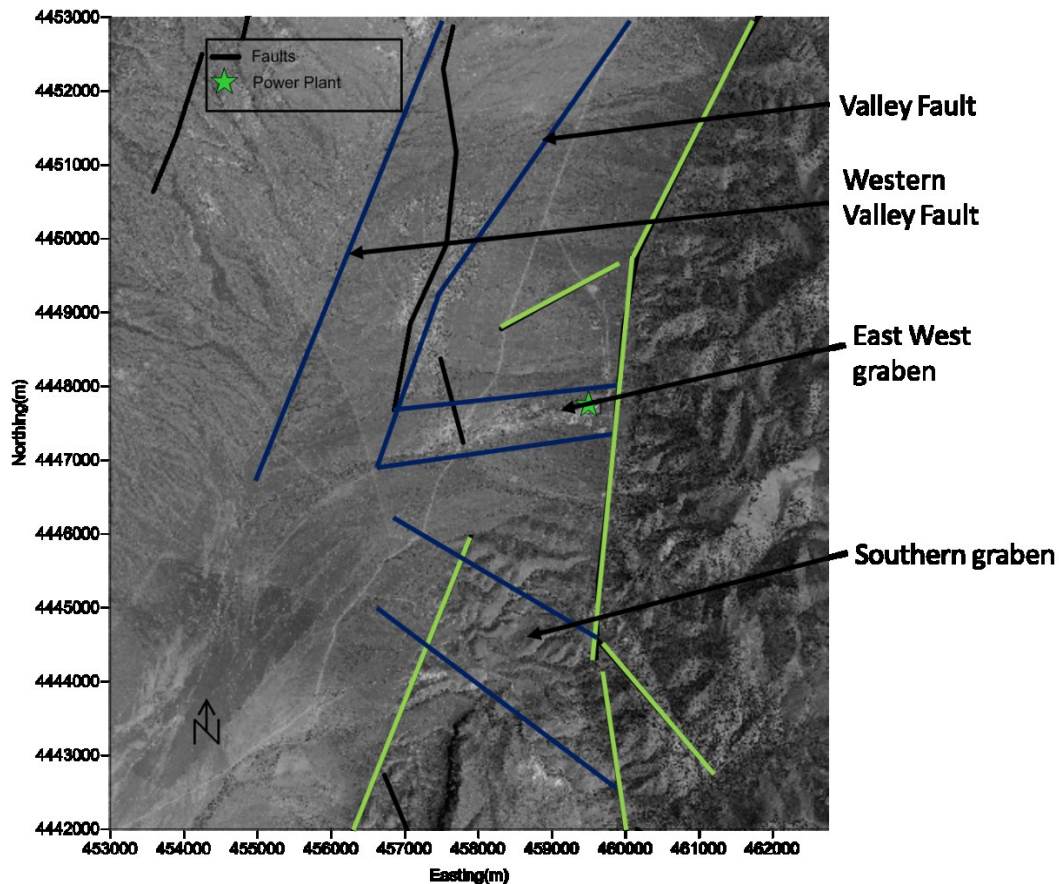 4453000
4452000
4451000
4450000
4449000
4448000
4447000
4446000
4445000
4444000
4443000
4442000
Northing(m)
Faults
Power Plant
N
453000 454000 455000 456000 457000 458000 459000 460000 461000 462000
Easting(m)
Valley Fault
Western
Valley Fault
East West
graben
Southern graben